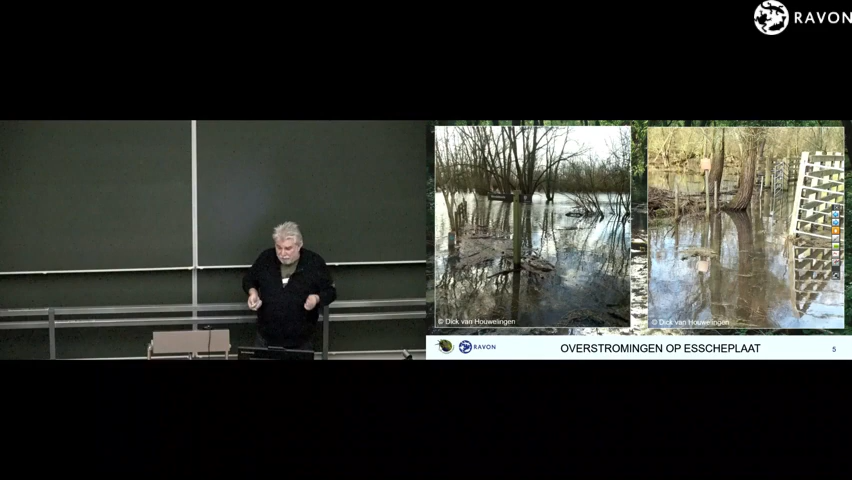 RAVON
© Dick van Houwelingen
© Dick van Houwelingen
RAVON
OVERSTROMINGEN OP ESSCHEPLAAT
5